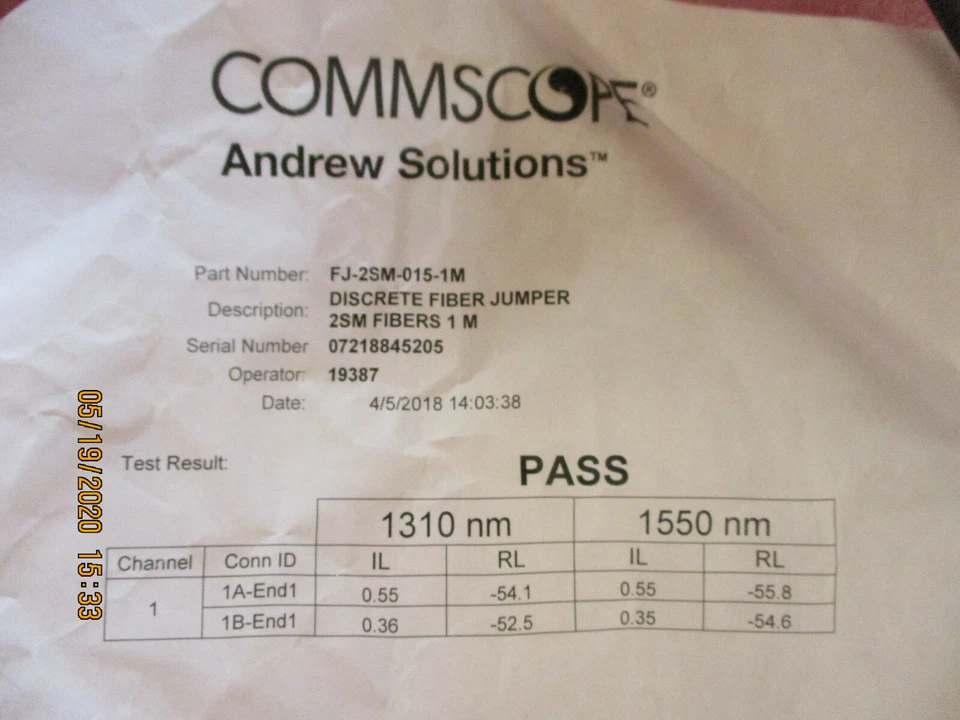 COMMSCOPE®
Andrew Solutions™
Part Number: FJ-2SM-015-1M
Description: DISCRETE FIBER JUMPER
2SM FIBERS 1 M
Serial Number 07218845205
Operator: 19387
Date: 4/5/2018 14:03:38
Test Result: PASS
1310 nm 1550 nm
Channel Conn ID IL RL IL RL
1 1A-End1 0.55 -54.1 0.55 -55.8
1B-End1 0.36 -52.5 0.35 -54.6
05/19/2020 15:33